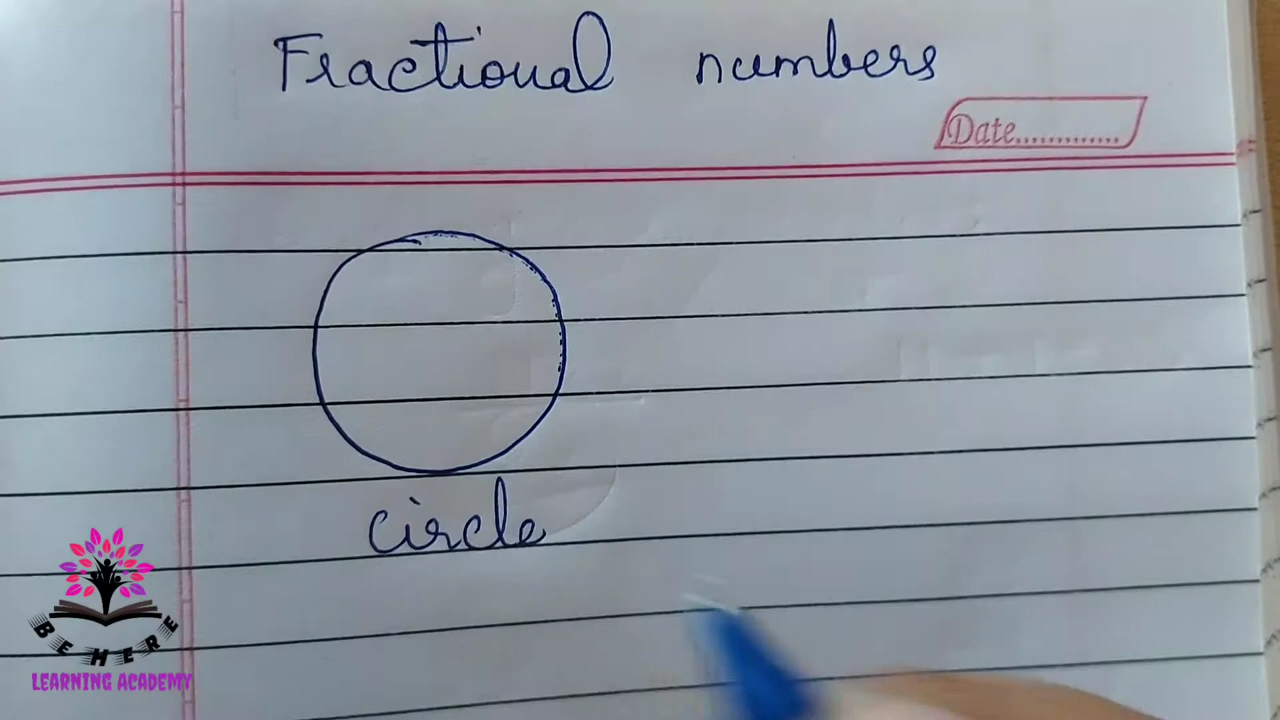 Fractional numbers
Date.............
circle
BE HERE
LEARNING ACADEMY